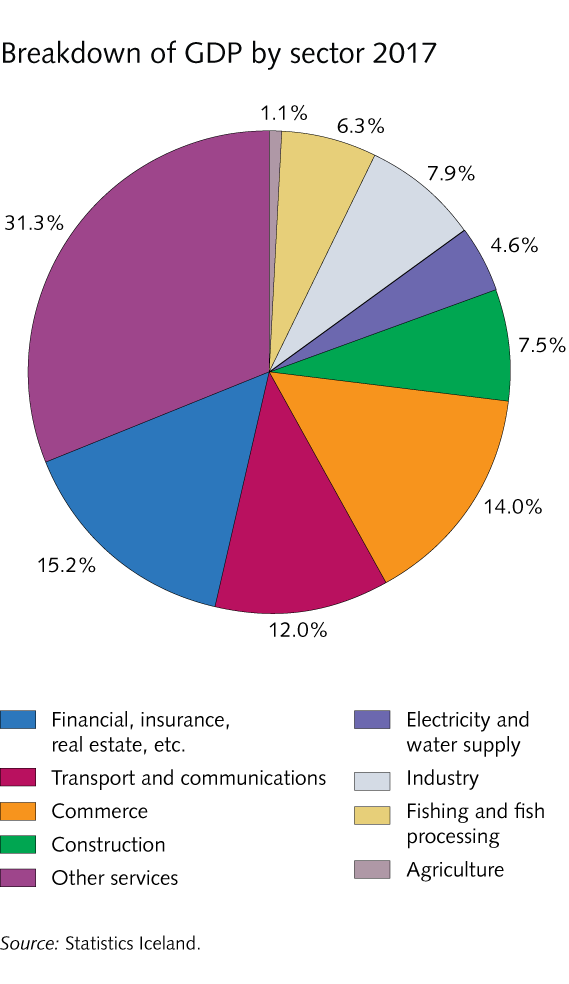 Breakdown of GDP by sector 2017
1.1%
6.3%
7.9%
31.3%
4.6%
7.5%
14.0%
15.2%
12.0%
Financial, insurance,
real estate, etc.
Transport and communications
Commerce
Construction
Other services
Electricity and
water supply
Industry
Fishing and fish
processing
Agriculture
Source: Statistics Iceland.